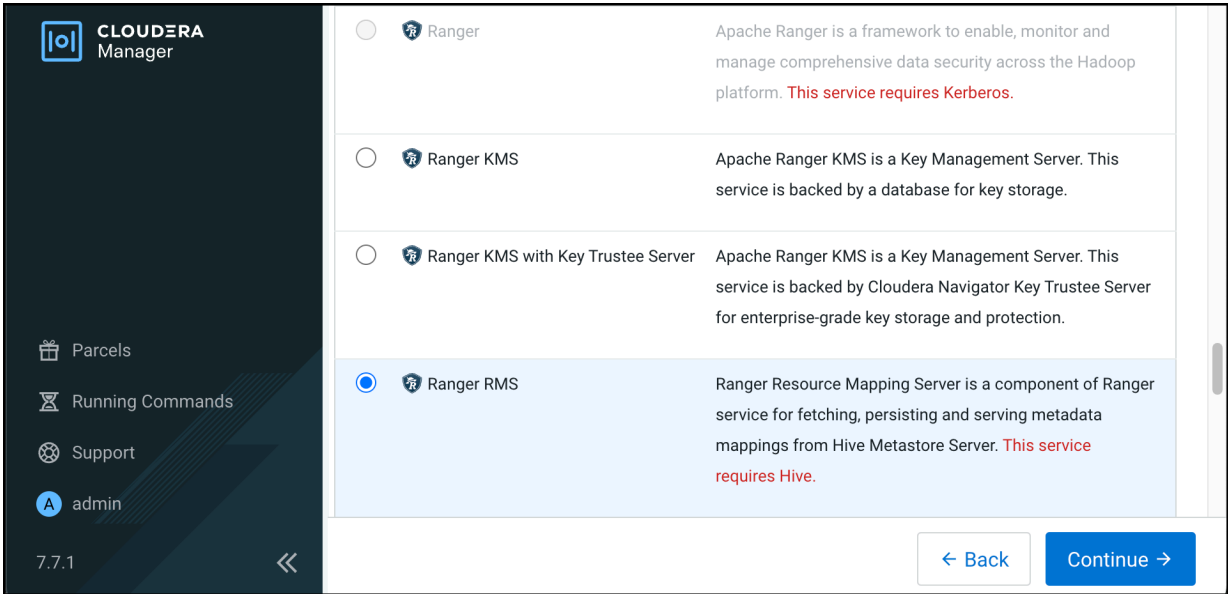 CLOUDERA
Manager
Parcels
Running Commands
Support
A admin
7.7.1
Ranger
Apache Ranger is a framework to enable, monitor and
manage comprehensive data security across the Hadoop
platform. This service requires Kerberos.
Ranger KMS
Apache Ranger KMS is a Key Management Server. This
service is backed by a database for key storage.
Ranger KMS with Key Trustee Server
Apache Ranger KMS is a Key Management Server. This
service is backed by Cloudera Navigator Key Trustee Server
for enterprise-grade key storage and protection.
Ranger RMS
Ranger Resource Mapping Server is a component of Ranger
service for fetching, persisting and serving metadata
mappings from Hive Metastore Server. This service
requires Hive.
← Back
Continue →